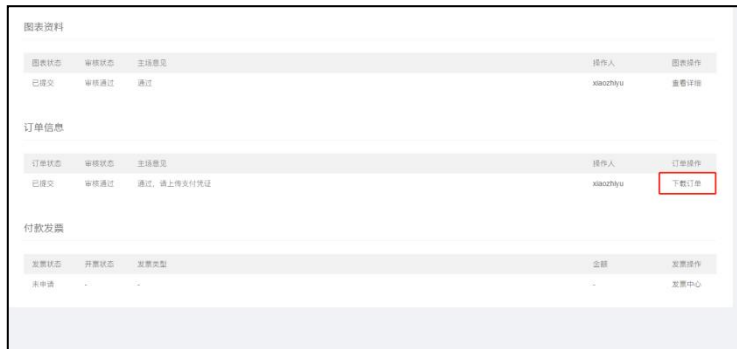 图表资料
图表状态 审核状态 主场意见 操作人 图表操作
已提交 审核通过 通过 xiaozhiyu 查看详细
订单信息
订单状态 审核状态 主场意见 操作人 订单操作
已提交 审核通过 通过，请上传支付凭证 xiaozhiyu 下载订单
付款发票
发票状态 开票状态 发票类型 金额 发票操作
未申请 - - - 发票中心